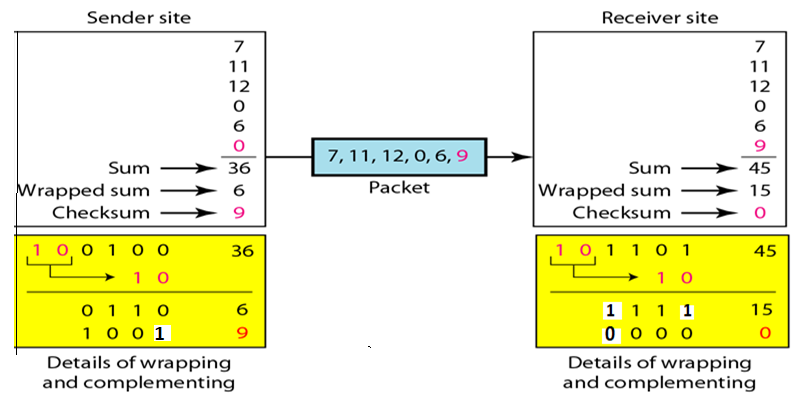 Sender site
7
11
12
0
6
0
Sum 36
Wrapped sum 6
Checksum 9
1 0 0 1 0 0 36
1 0
0 1 1 0 6
1 0 0 1 9
Details of wrapping
and complementing
7, 11, 12, 0, 6, 9
Packet
Receiver site
7
11
12
0
6
9
Sum 45
Wrapped sum 15
Checksum 0
1 0 1 1 0 1 45
1 0
1 1 1 1 15
0 0 0 0 0
Details of wrapping
and complementing